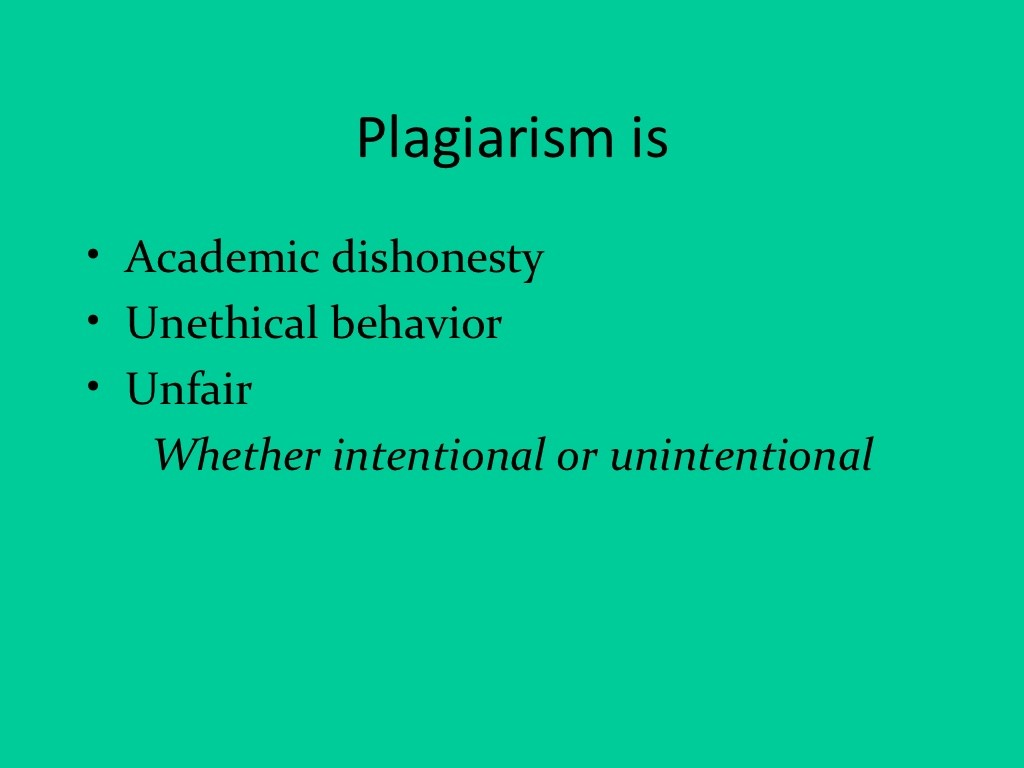 Plagiarism is
• Academic dishonesty
• Unethical behavior
• Unfair
Whether intentional or unintentional